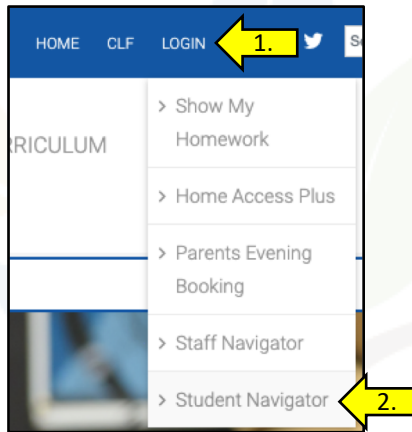 HOME CLF LOGIN 1. Se
RRICULUM
> Show My
Homework
> Home Access Plus
> Parents Evening
Booking
> Staff Navigator
> Student Navigator 2.